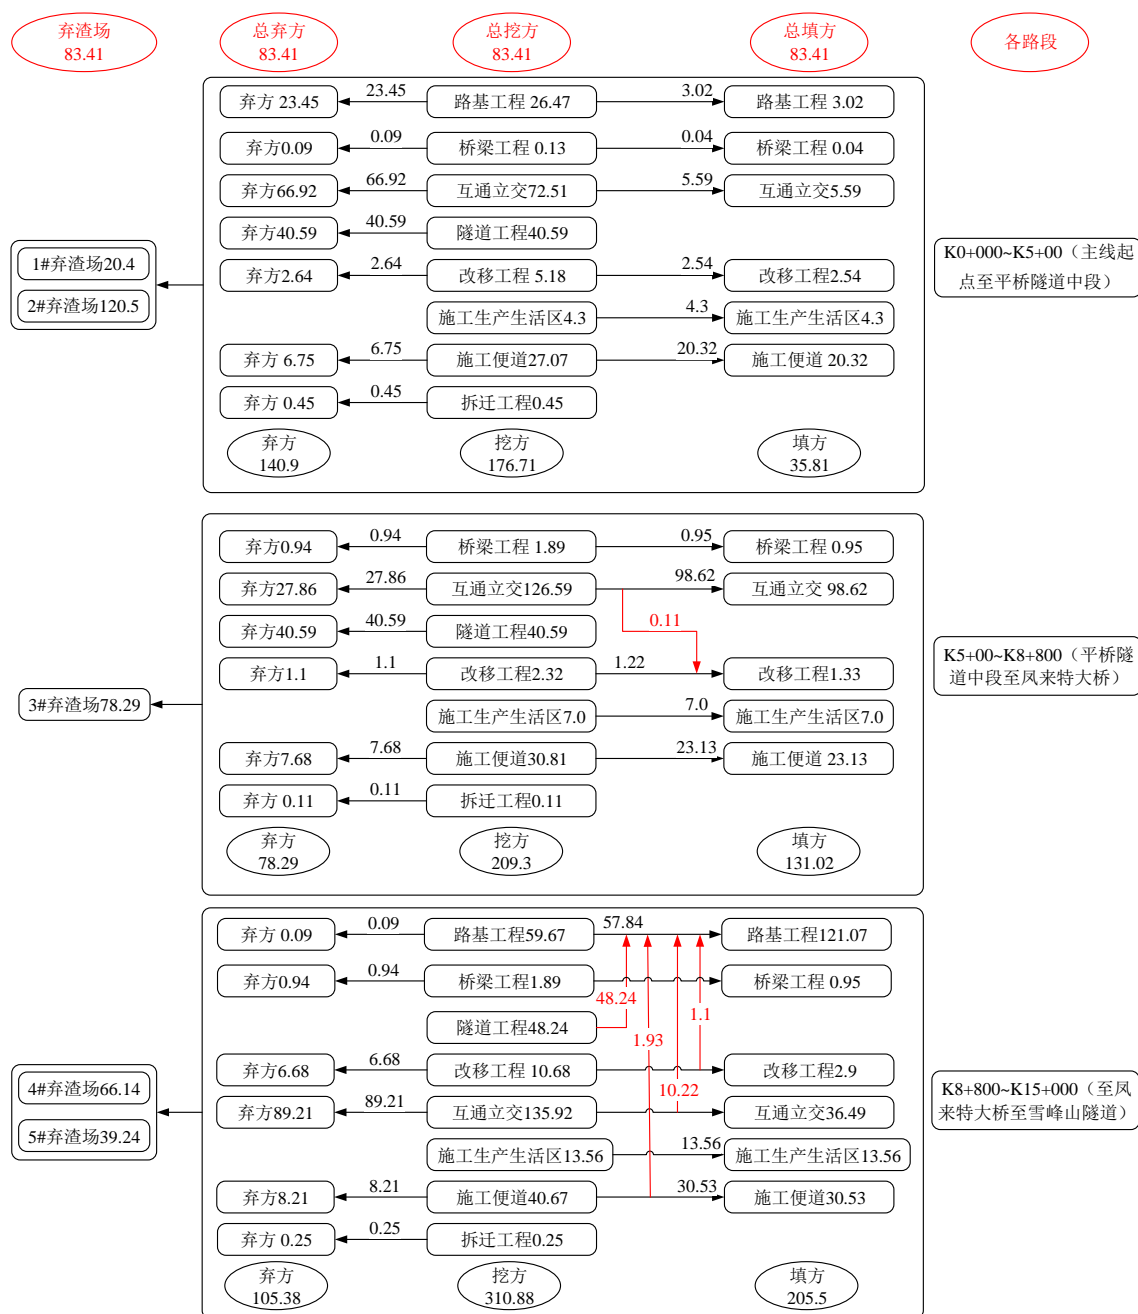 弃渣场
83.41
总弃方
83.41
总挖方
83.41
总填方
83.41
各路段
弃方 23.45
23.45
路基工程 26.47
3.02
路基工程 3.02
弃方0.09
0.09
桥梁工程 0.13
0.04
桥梁工程 0.04
弃方66.92
66.92
互通立交72.51
5.59
互通立交5.59
弃方40.59
40.59
隧道工程40.59
弃方2.64
2.64
改移工程 5.18
2.54
改移工程2.54
施工生产生活区4.3
4.3
施工生产生活区4.3
弃方 6.75
6.75
施工便道27.07
20.32
施工便道 20.32
弃方 0.45
0.45
拆迁工程0.45
弃方
140.9
挖方
176.71
填方
35.81
1#弃渣场20.4
2#弃渣场120.5
K0+000~K5+00（主线起
点至平桥隧道中段）
弃方0.94
0.94
桥梁工程 1.89
0.95
桥梁工程 0.95
弃方27.86
27.86
互通立交126.59
98.62
互通立交 98.62
0.11
弃方40.59
40.59
隧道工程40.59
弃方1.1
1.1
改移工程2.32
1.22
改移工程1.33
施工生产生活区7.0
7.0
施工生产生活区7.0
弃方7.68
7.68
施工便道30.81
23.13
施工便道 23.13
弃方 0.11
0.11
拆迁工程0.11
弃方
78.29
挖方
209.3
填方
131.02
3#弃渣场78.29
K5+00~K8+800（平桥隧
道中段至凤来特大桥）
弃方 0.09
0.09
路基工程59.67
57.84
路基工程121.07
弃方0.94
0.94
桥梁工程1.89
桥梁工程 0.95
隧道工程48.24
48.24
1.93
10.22
1.1
弃方6.68
6.68
改移工程 10.68
改移工程2.9
弃方89.21
89.21
互通立交135.92
互通立交36.49
施工生产生活区13.56
13.56
施工生产生活区13.56
弃方8.21
8.21
施工便道40.67
30.53
施工便道30.53
弃方 0.25
0.25
拆迁工程0.25
弃方
105.38
挖方
310.88
填方
205.5
4#弃渣场66.14
5#弃渣场39.24
K8+800~K15+000（至凤
来特大桥至雪峰山隧道）